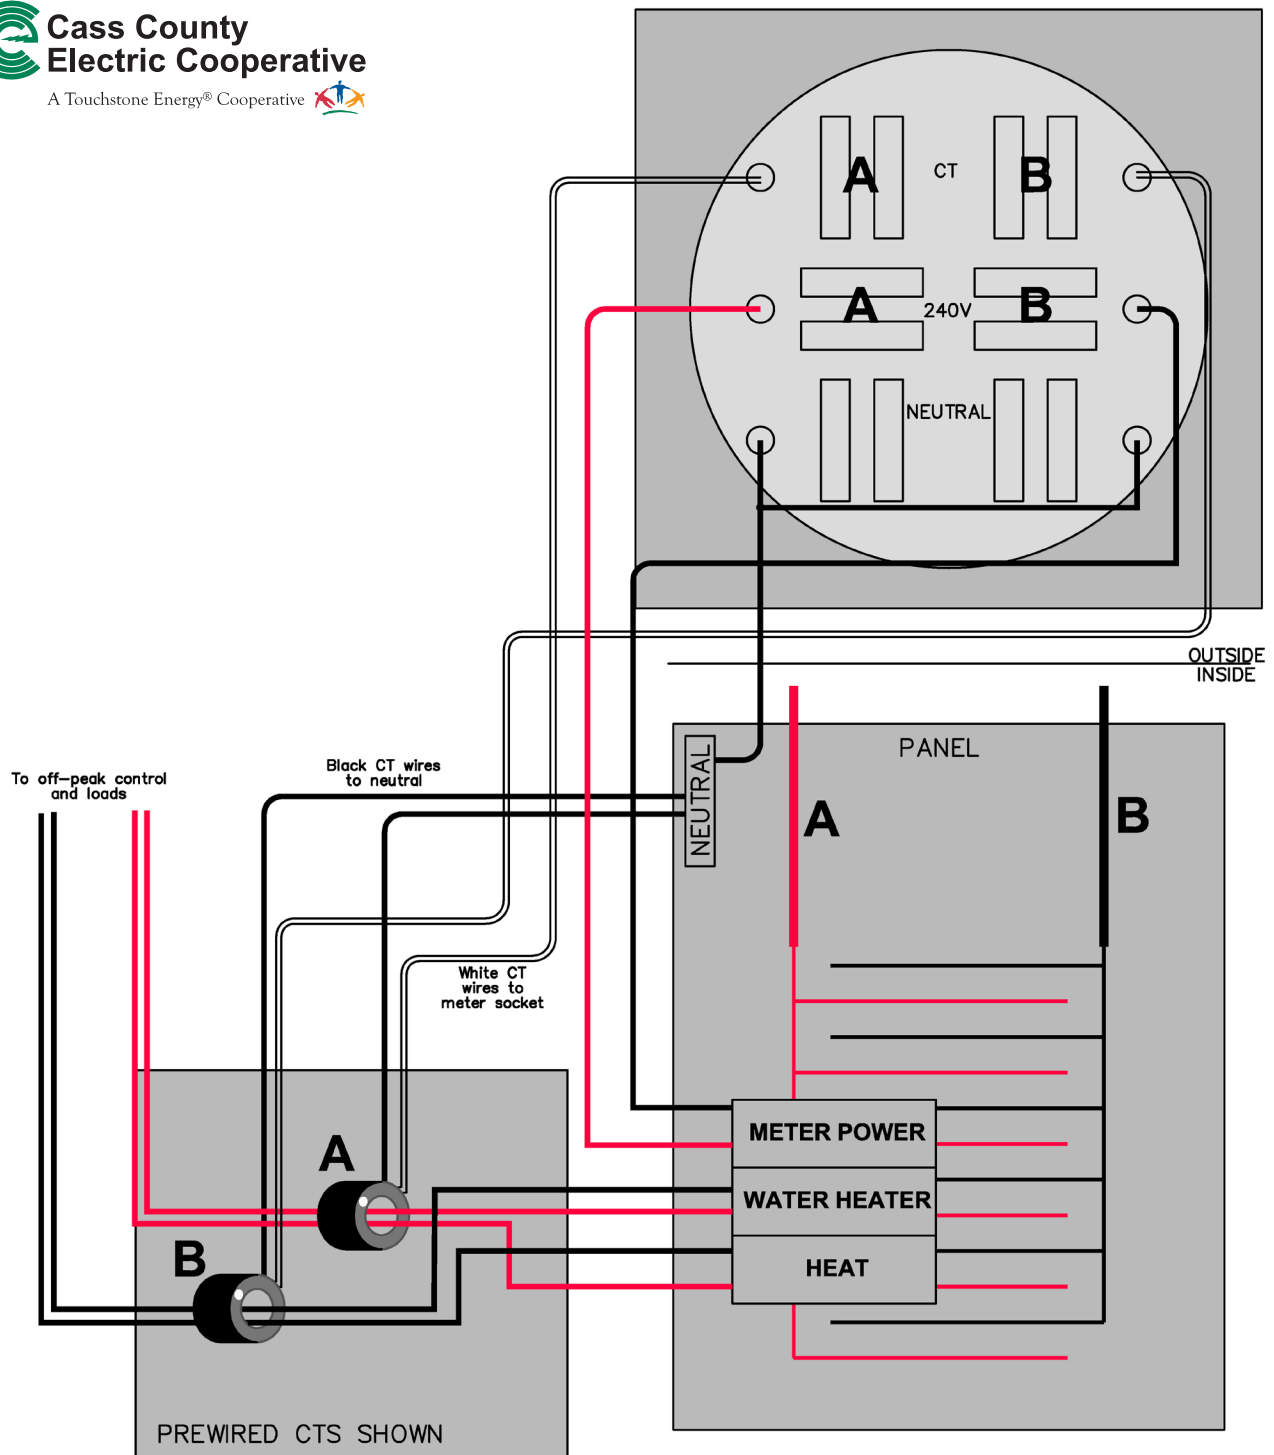 Cass County
Electric Cooperative
A Touchstone Energy® Cooperative
A
CT
B
A
240V
B
NEUTRAL
OUTSIDE
INSIDE
PANEL
NEUTRAL
A
B
Black CT wires
to neutral
To off-peak control
and loads
White CT
wires to
meter socket
METER POWER
WATER HEATER
HEAT
A
B
PREWIRED CTS SHOWN